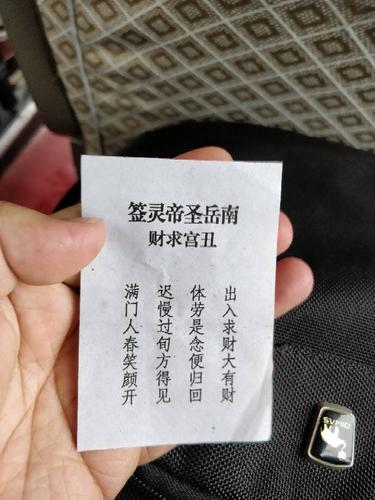 南岳圣帝灵签
丑宫求财
出入求财大有财
体劳是念便归回
迟慢过旬方得见
满门人春笑颜开